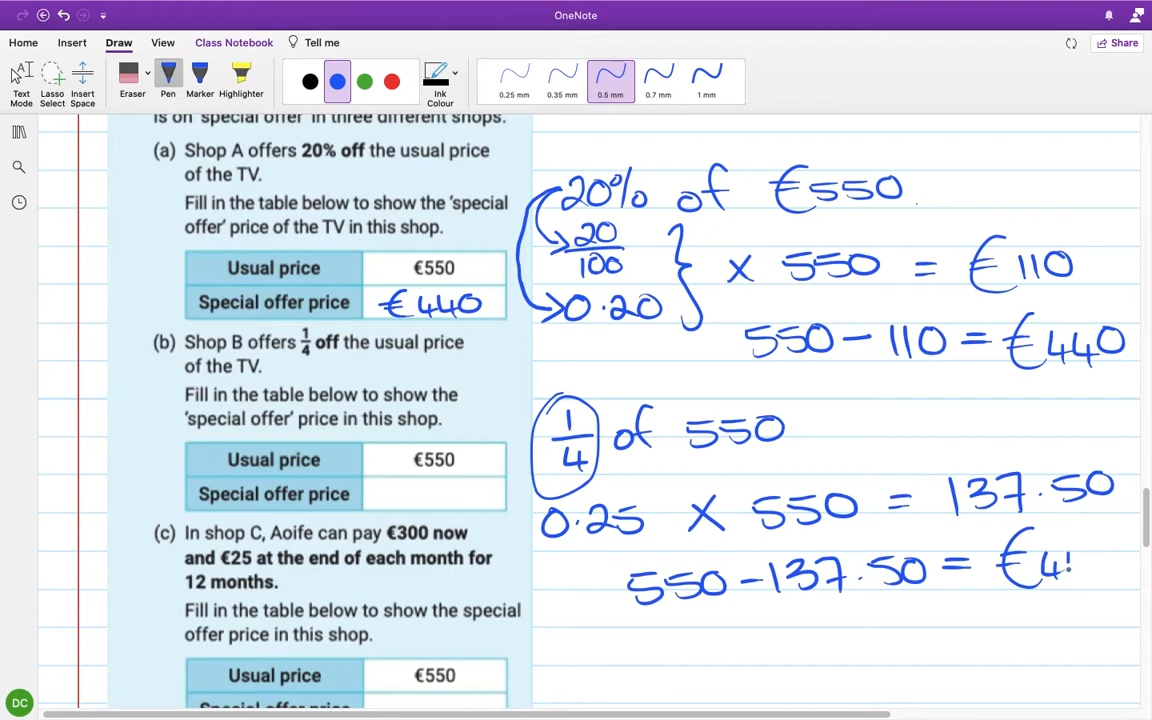 OneNote
Home Insert Draw View Class Notebook Tell me Share
Text Mode Lasso Select Insert Space Eraser Pen Marker Highlighter Ink Colour 0.25 mm 0.35 mm 0.5 mm 0.7 mm 1 mm
is on 'special offer' in three different shops.
(a) Shop A offers 20% off the usual price
of the TV.
Fill in the table below to show the 'special
offer' price of the TV in this shop.
Usual price €550
Special offer price €440
(b) Shop B offers 1/4 off the usual price
of the TV.
Fill in the table below to show the
'special offer' price in this shop.
Usual price €550
Special offer price
(c) In shop C, Aoife can pay €300 now
and €25 at the end of each month for
12 months.
Fill in the table below to show the special
offer price in this shop.
Usual price €550
20% of €550
20/100
0.20
x 550 = €110
550 - 110 = €440
1/4 of 550
0.25 x 550 = 137.50
550 - 137.50 = €4
DC